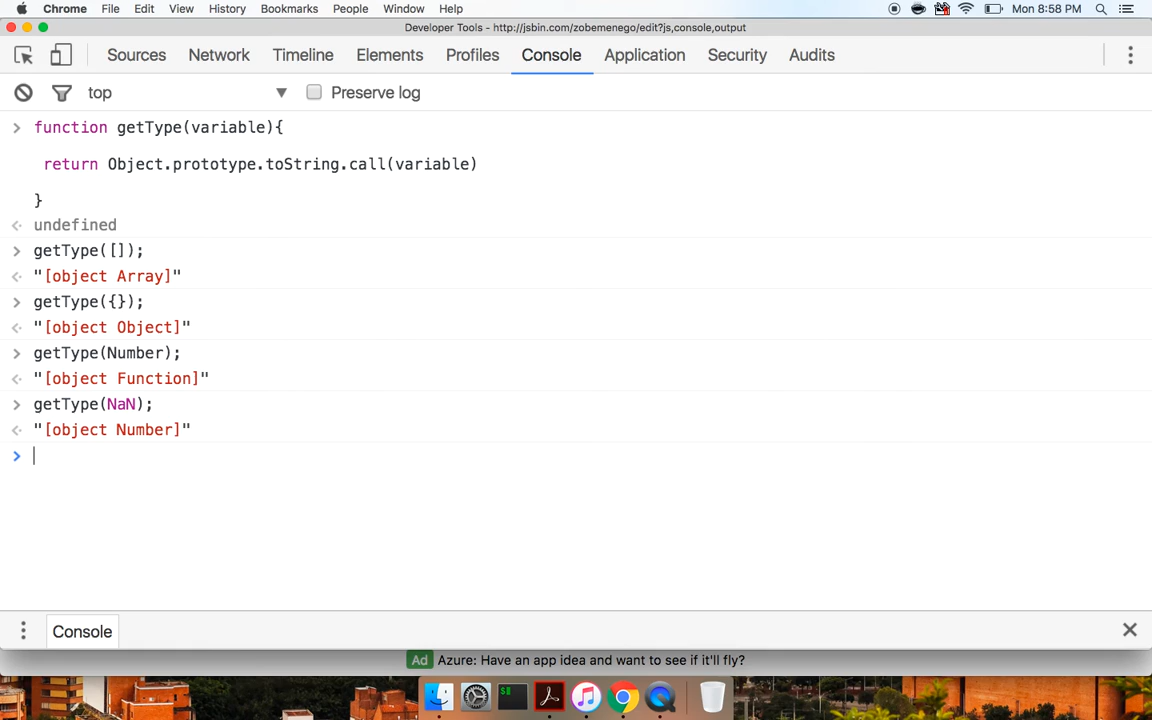 Chrome File Edit View History Bookmarks People Window Help Mon 8:58 PM
Developer Tools - http://jsbin.com/zobemenego/edit?js,console,output
Sources Network Timeline Elements Profiles Console Application Security Audits
top ▼ Preserve log
> function getType(variable){
return Object.prototype.toString.call(variable)
}
undefined
> getType([]);
"[object Array]"
> getType({});
"[object Object]"
> getType(Number);
"[object Function]"
> getType(NaN);
"[object Number]"
>
Console
Ad Azure: Have an app idea and want to see if it'll fly?